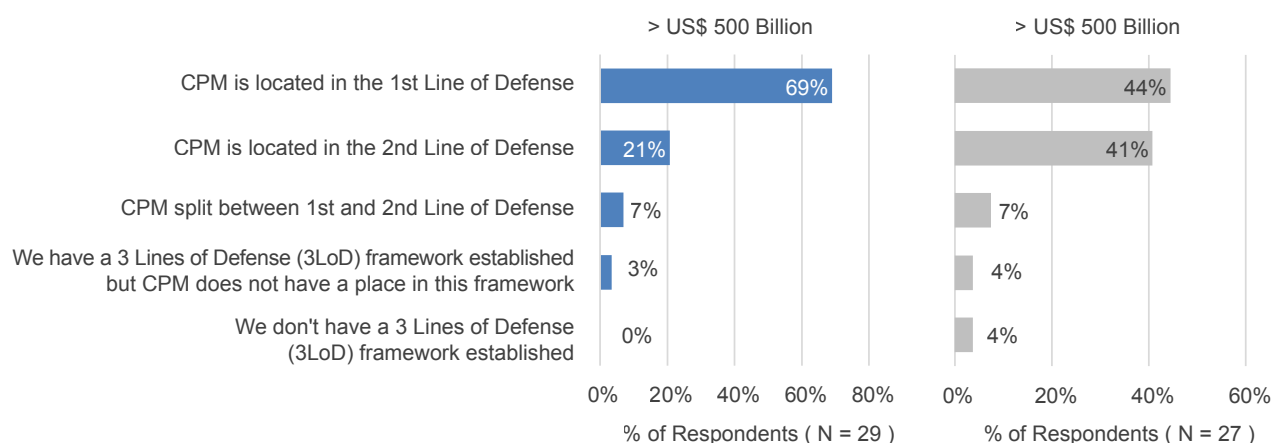 > US$ 500 Billion
> US$ 500 Billion
CPM is located in the 1st Line of Defense
69%
44%
CPM is located in the 2nd Line of Defense
21%
41%
CPM split between 1st and 2nd Line of Defense
7%
7%
We have a 3 Lines of Defense (3LoD) framework established
but CPM does not have a place in this framework
3%
4%
We don't have a 3 Lines of Defense
(3LoD) framework established
0%
4%
0% 20% 40% 60% 80%
0% 20% 40% 60%
% of Respondents ( N = 29 )
% of Respondents ( N = 27 )